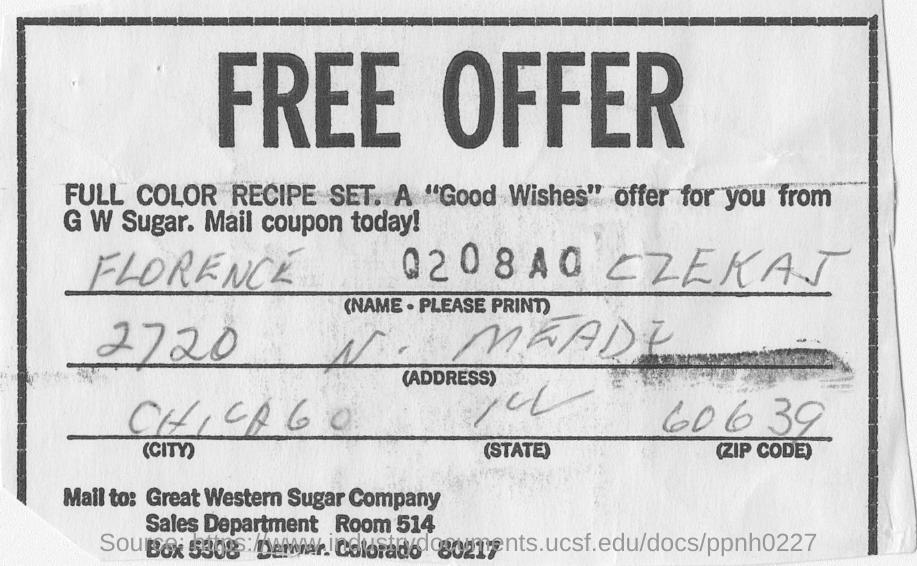 FREE OFFER
FULL COLOR RECIPE SET. A “Good Wishes” offer for you from
G W Sugar. Mail coupon today!
FLORENCE 0208A0 CZEKAJ
(NAME - PLEASE PRINT)
2720 N. MEADE
(ADDRESS)
CHICAGO ILL 60639
(CITY) (STATE) (ZIP CODE)
Mail to: Great Western Sugar Company
Sales Department Room 514
Box 5308 Denver, Colorado 80217
Source: https://www.industrydocuments.ucsf.edu/docs/ppnh0227